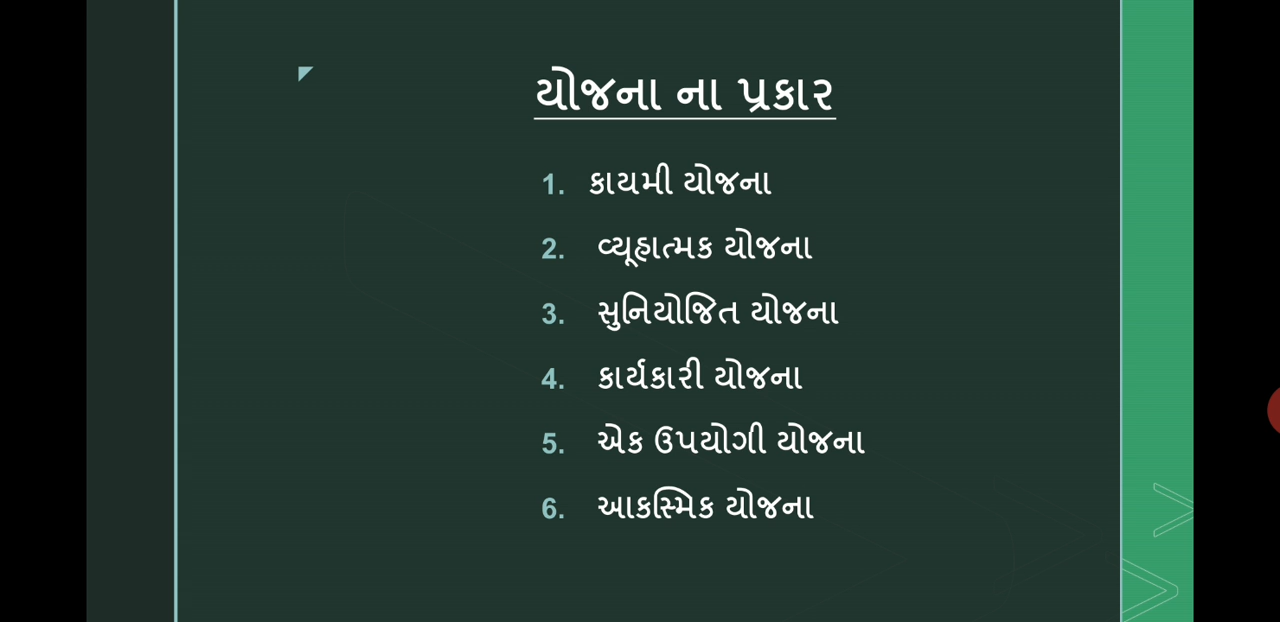 યોજના ના પ્રકાર
1. કાયમી યોજના
2. વ્યૂહાત્મક યોજના
3. સુનિયોજિત યોજના
4. કાર્યકારી યોજના
5. એક ઉપયોગી યોજના
6. આકસ્મિક યોજના